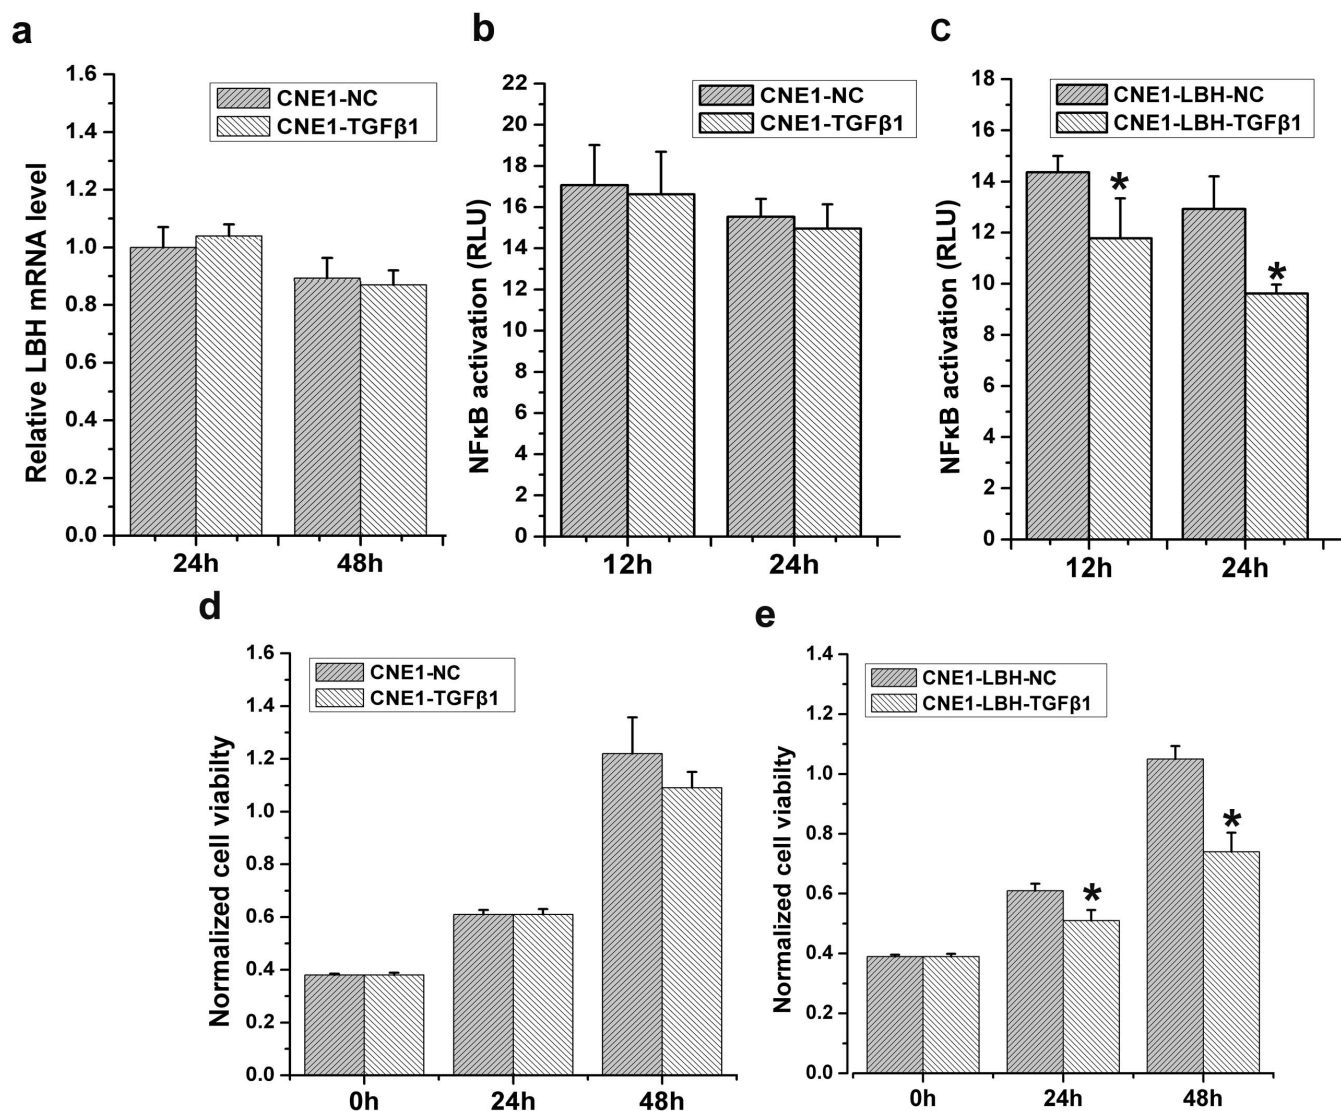 a
Relative LBH mRNA level
1.6
1.4
1.2
1.0
0.8
0.6
0.4
0.2
0.0
CNE1-NC
CNE1-TGFβ1
24h 48h
b
NFκB activation (RLU)
22
20
18
16
14
12
10
8
6
4
2
0
CNE1-NC
CNE1-TGFβ1
12h 24h
c
NFκB activation (RLU)
18
16
14
12
10
8
6
4
2
0
CNE1-LBH-NC
CNE1-LBH-TGFβ1
*
*
12h 24h
d
Normalized cell viabilty
1.6
1.4
1.2
1.0
0.8
0.6
0.4
0.2
0.0
CNE1-NC
CNE1-TGFβ1
0h 24h 48h
e
Normalized cell viabilty
1.4
1.2
1.0
0.8
0.6
0.4
0.2
0.0
CNE1-LBH-NC
CNE1-LBH-TGFβ1
*
*
0h 24h 48h